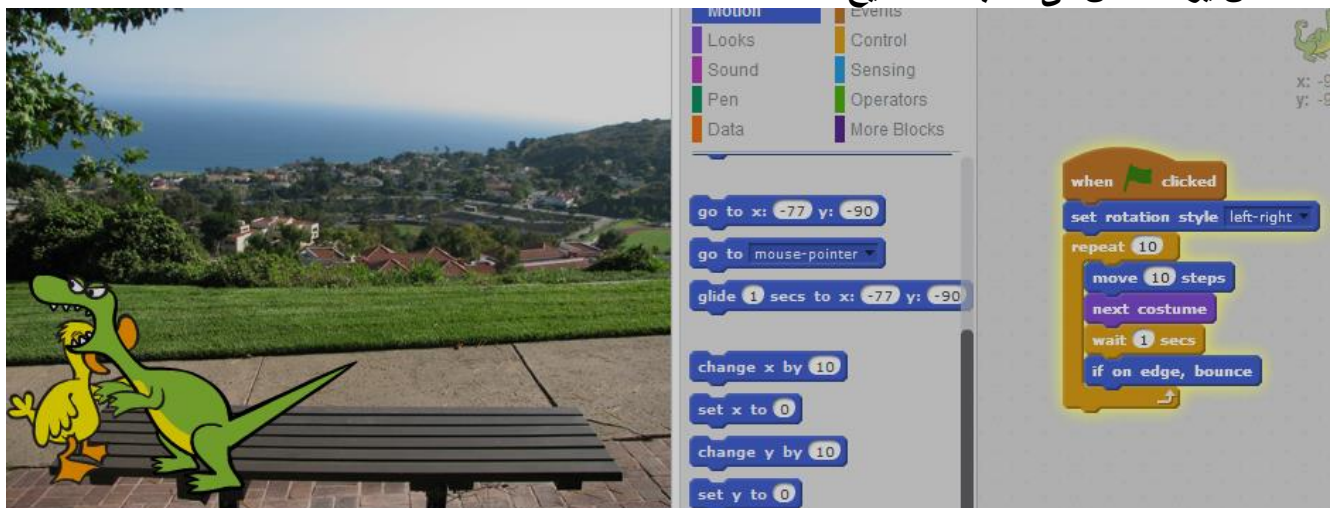 Motion
Events
Looks
Control
Sound
Sensing
Pen
Operators
Data
More Blocks
go to x: -77 y: -90
go to mouse-pointer
glide 1 secs to x: -77 y: -90
change x by 10
set x to 0
change y by 10
set y to 0
x: -9
y: -9
when clicked
set rotation style left-right
repeat 10
move 10 steps
next costume
wait 1 secs
if on edge, bounce